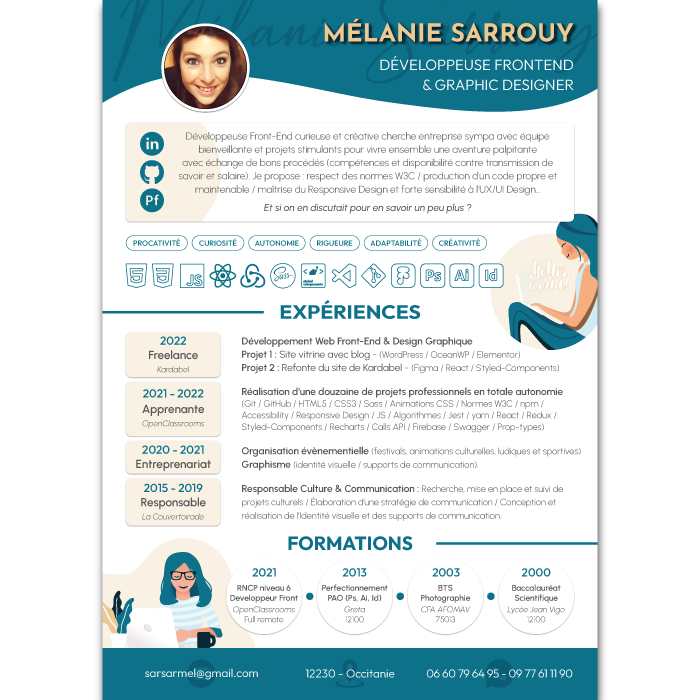 Mélanie Sarrouy
MÉLANIE SARROUY
DÉVELOPPEUSE FRONTEND
& GRAPHIC DESIGNER
in
Développeuse Front-End curieuse et créative cherche entreprise sympa avec équipe
bienveillante et projets stimulants pour vivre ensemble une aventure palpitante
avec échange de bons procédés (compétences et disponibilité contre transmission de
savoir et salaire). Je propose : respect des normes W3C / production d'un code propre et
maintenable / maîtrise du Responsive Design et forte sensibilité à l'UX/UI Design..
Pf
Et si on en discutait pour en savoir un peu plus ?
PROCATIVITÉ CURIOSITÉ AUTONOMIE RIGUEURE ADAPTABILITÉ CRÉATIVITÉ
5 3 JS Sass Ps Ai Id
hello world!
EXPÉRIENCES
2022
Freelance
Kardabel
Développement Web Front-End & Design Graphique
Projet 1 : Site vitrine avec blog - (WordPress / OceanWP / Elementor)
Projet 2 : Refonte du site de Kardabel - (Figma / React / Styled-Components)
2021 - 2022
Apprenante
OpenClassrooms
Réalisation d'une douzaine de projets professionnels en totale autonomie
(Git / GitHub / HTML5 / CSS3 / Sass / Animations CSS / Normes W3C / npm /
Accessibility / Responsive Design / JS / Algorithmes / Jest / yarn / React / Redux /
Styled-Components / Recharts / Calls API / Firebase / Swagger / Prop-types)
2020 - 2021
Entreprenariat
Organisation évènementielle (festivals, animations culturelles, ludiques et sportives)
Graphisme (identité visuelle / supports de communication).
2015 - 2019
Responsable
La Couvertoirade
Responsable Culture & Communication : Recherche, mise en place et suivi de
projets culturels / Élaboration d'une stratégie de communication / Conception et
réalisation de l'Identité visuelle et des supports de communication.
FORMATIONS
2021
RNCP niveau 6
Developpeur Front
OpenClassrooms
Full remote
2013
Perfectionnement
PAO (Ps, Ai, Id)
Greta
12100
2003
BTS
Photographie
CFA AFOMAV
75013
2000
Baccalauréat
Scientifique
Lycée Jean Vigo
12100
sarsarmel@gmail.com 12230 - Occitanie 06 60 79 64 95 - 09 77 61 11 90